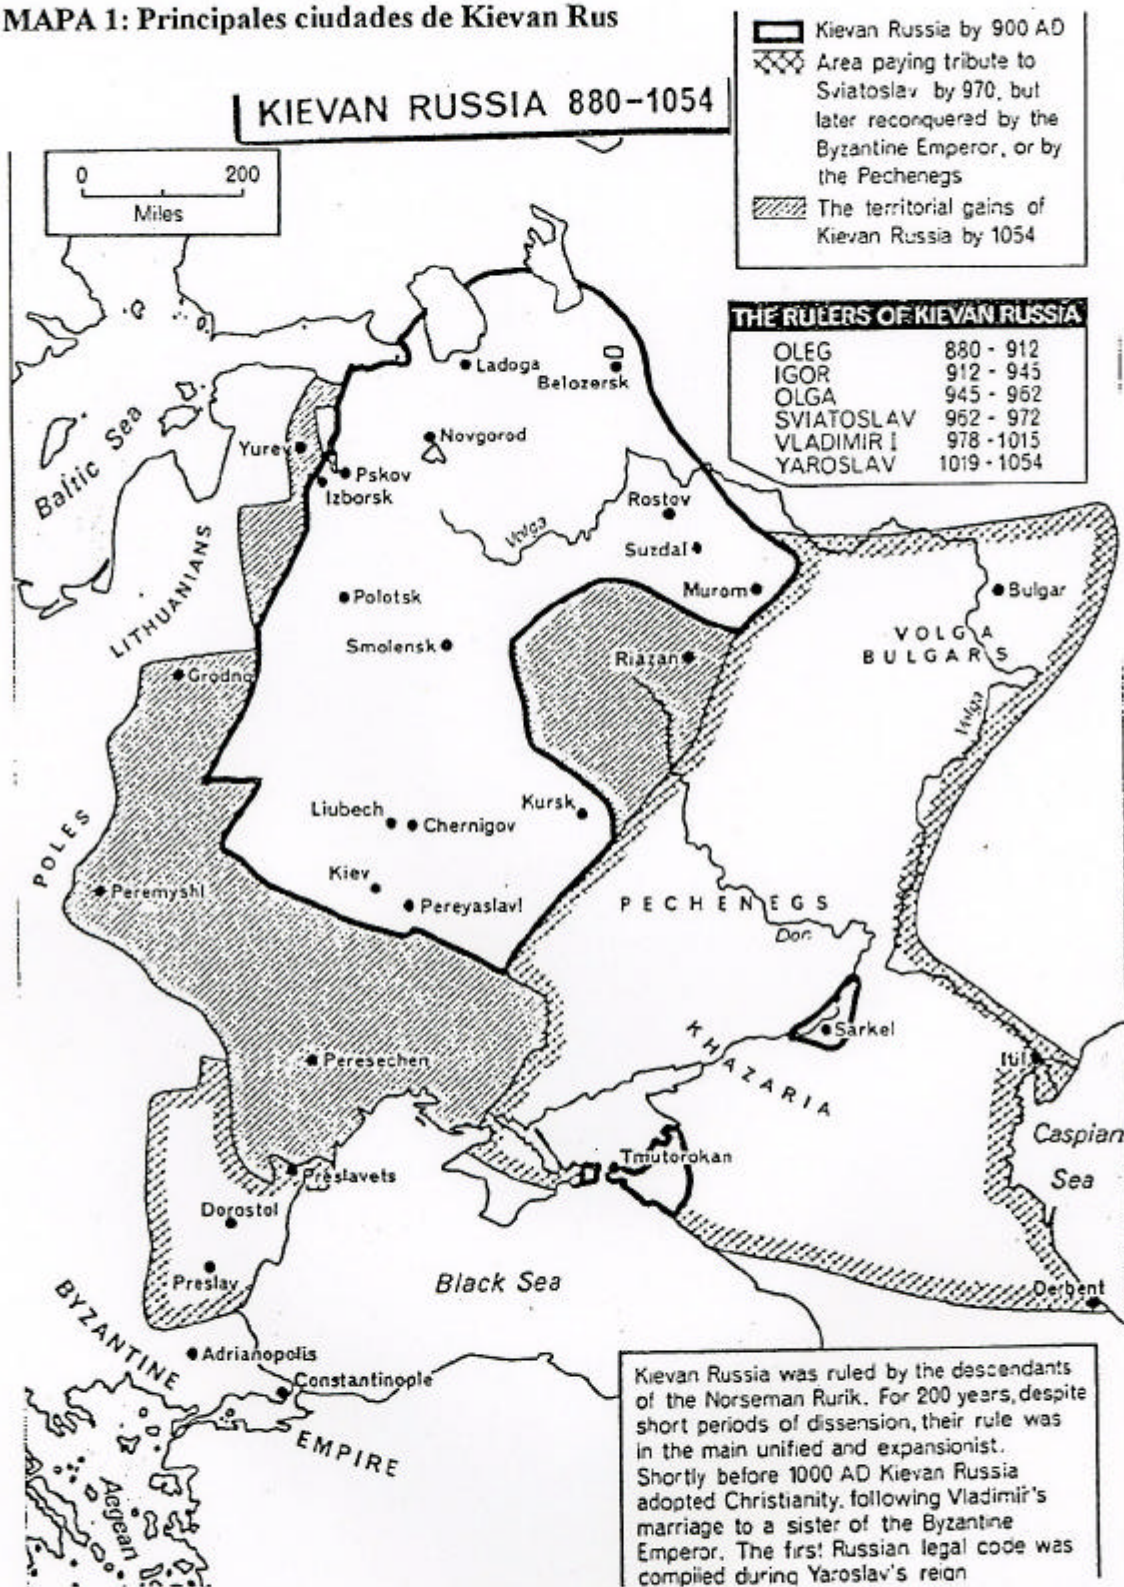 MAPA 1: Principales ciudades de Kievan Rus
KIEVAN RUSSIA 880-1054
Kievan Russia by 900 AD
Area paying tribute to
Sviatoslav by 970, but
later reconquered by the
Byzantine Emperor, or by
the Pechenegs
The territorial gains of
Kievan Russia by 1054
0 200
Miles
THE RULERS OF KIEVAN RUSSIA
OLEG 880 - 912
IGOR 912 - 945
OLGA 945 - 962
SVIATOSLAV 962 - 972
VLADIMIR I 978 - 1015
YAROSLAV 1019 - 1054
Ladoga
Belozersk
Baltic Sea
Novgorod
Yurev
Pskov
Izborsk
Rostov
Volga
Suzdal
Murom
Bulgar
LITHUANIANS
Polotsk
Smolensk
VOLGA
BULGARS
Riazan
Grodno
Volga
Liubech
Chernigov
Kursk
POLES
Kiev
Peremyshl
Pereyaslavl
PECHENEGS
Don
Sarkel
KHAZARIA
Itil
Peresechen
Caspian
Sea
Tmutorokan
Preslavets
Dorostol
Preslav
Black Sea
Derbent
BYZANTINE
EMPIRE
Adrianopolis
Constantinople
Aegean
Kievan Russia was ruled by the descendants
of the Norseman Rurik. For 200 years, despite
short periods of dissension, their rule was
in the main unified and expansionist.
Shortly before 1000 AD Kievan Russia
adopted Christianity, following Vladimir's
marriage to a sister of the Byzantine
Emperor. The first Russian legal code was
compiled during Yaroslav's reign